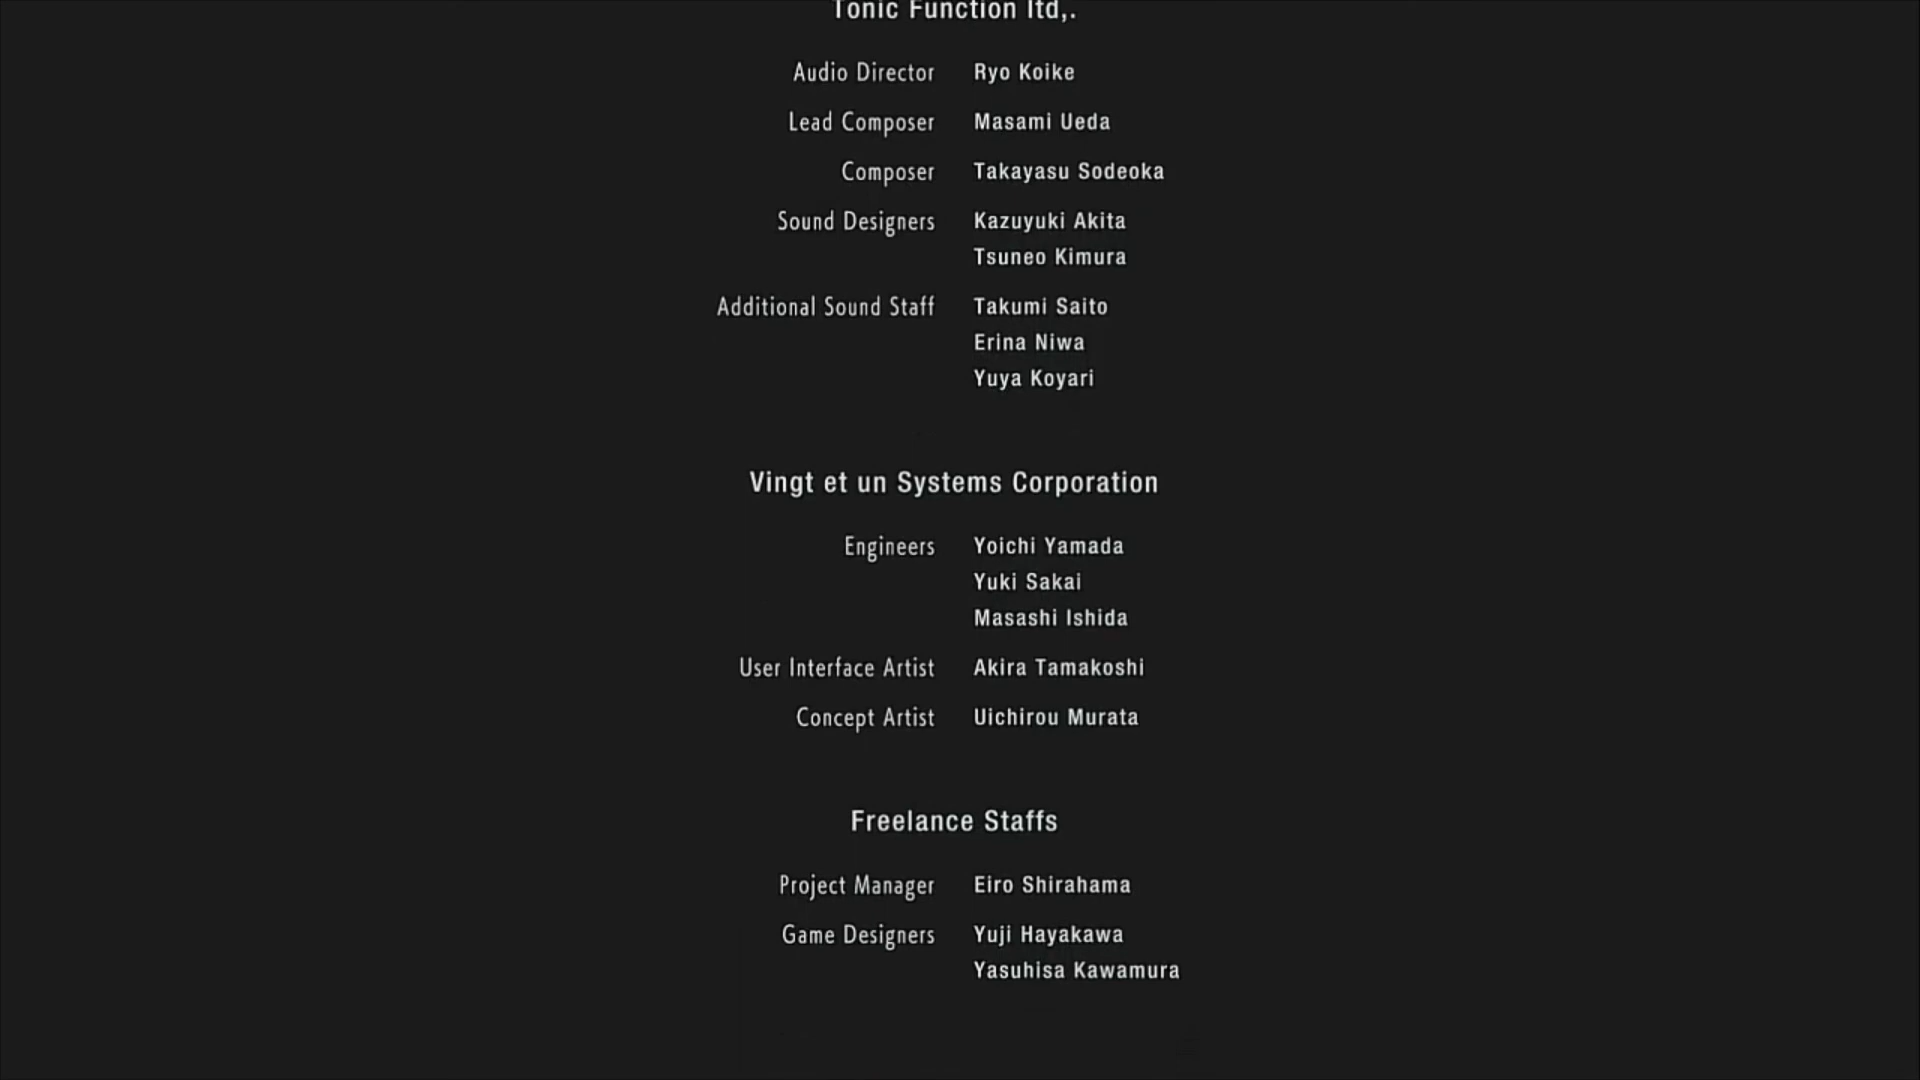 Tonic Function ltd,.
Audio Director Ryo Koike
Lead Composer Masami Ueda
Composer Takayasu Sodeoka
Sound Designers Kazuyuki Akita
Tsuneo Kimura
Additional Sound Staff Takumi Saito
Erina Niwa
Yuya Koyari
Vingt et un Systems Corporation
Engineers Yoichi Yamada
Yuki Sakai
Masashi Ishida
User Interface Artist Akira Tamakoshi
Concept Artist Uichirou Murata
Freelance Staffs
Project Manager Eiro Shirahama
Game Designers Yuji Hayakawa
Yasuhisa Kawamura